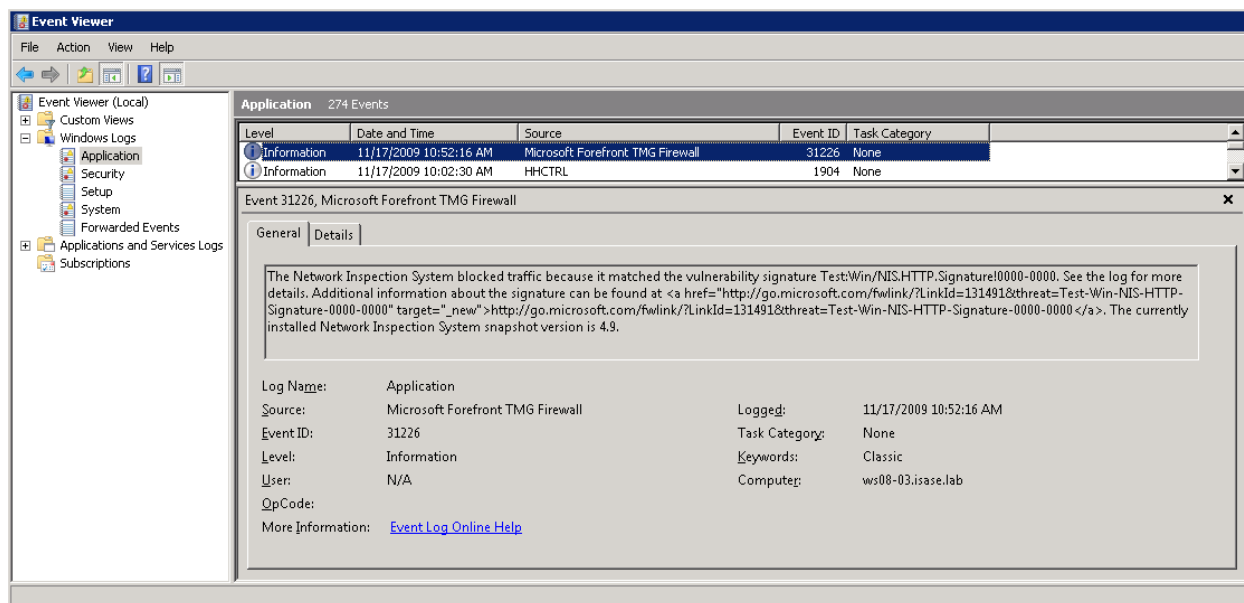 Event Viewer
File Action View Help
Event Viewer (Local)
Custom Views
Windows Logs
Application
Security
Setup
System
Forwarded Events
Applications and Services Logs
Subscriptions
Application 274 Events
Level Date and Time Source Event ID Task Category
Information 11/17/2009 10:52:16 AM Microsoft Forefront TMG Firewall 31226 None
Information 11/17/2009 10:02:30 AM HHCTRL 1904 None
Event 31226, Microsoft Forefront TMG Firewall
General Details
The Network Inspection System blocked traffic because it matched the vulnerability signature Test:Win/NIS.HTTP.Signature!0000-0000. See the log for more
details. Additional information about the signature can be found at <a href="http://go.microsoft.com/fwlink/?LinkId=131491&threat=Test-Win-NIS-HTTP-
Signature-0000-0000" target="_new">http://go.microsoft.com/fwlink/?LinkId=131491&threat=Test-Win-NIS-HTTP-Signature-0000-0000</a>. The currently
installed Network Inspection System snapshot version is 4.9.
Log Name: Application
Source: Microsoft Forefront TMG Firewall Logged: 11/17/2009 10:52:16 AM
Event ID: 31226 Task Category: None
Level: Information Keywords: Classic
User: N/A Computer: ws08-03.isase.lab
OpCode:
More Information: Event Log Online Help